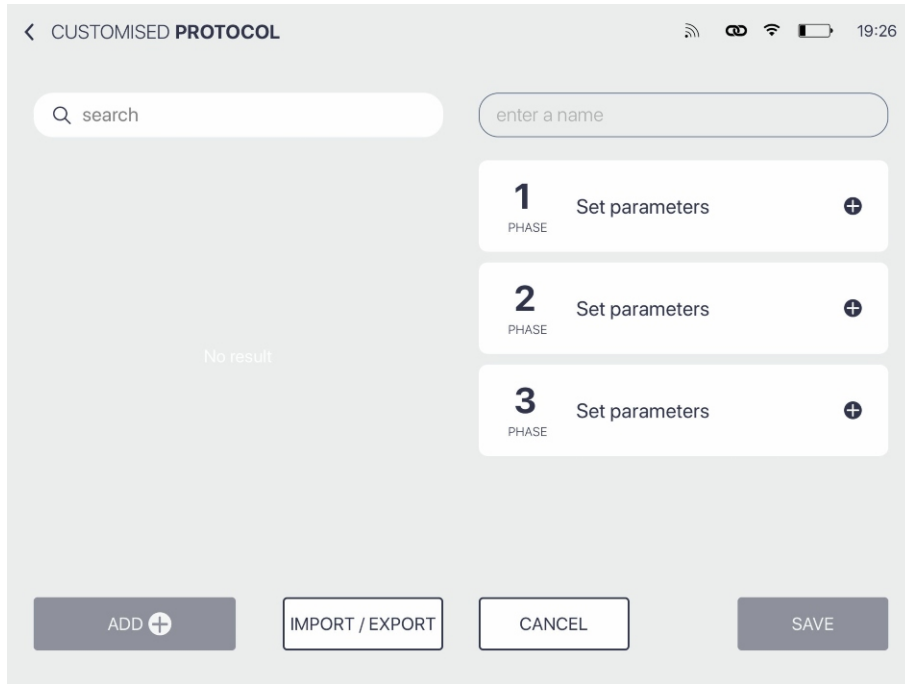 CUSTOMISED PROTOCOL
19:26
search
No result
enter a name
1
PHASE
Set parameters
2
PHASE
Set parameters
3
PHASE
Set parameters
ADD
IMPORT / EXPORT
CANCEL
SAVE